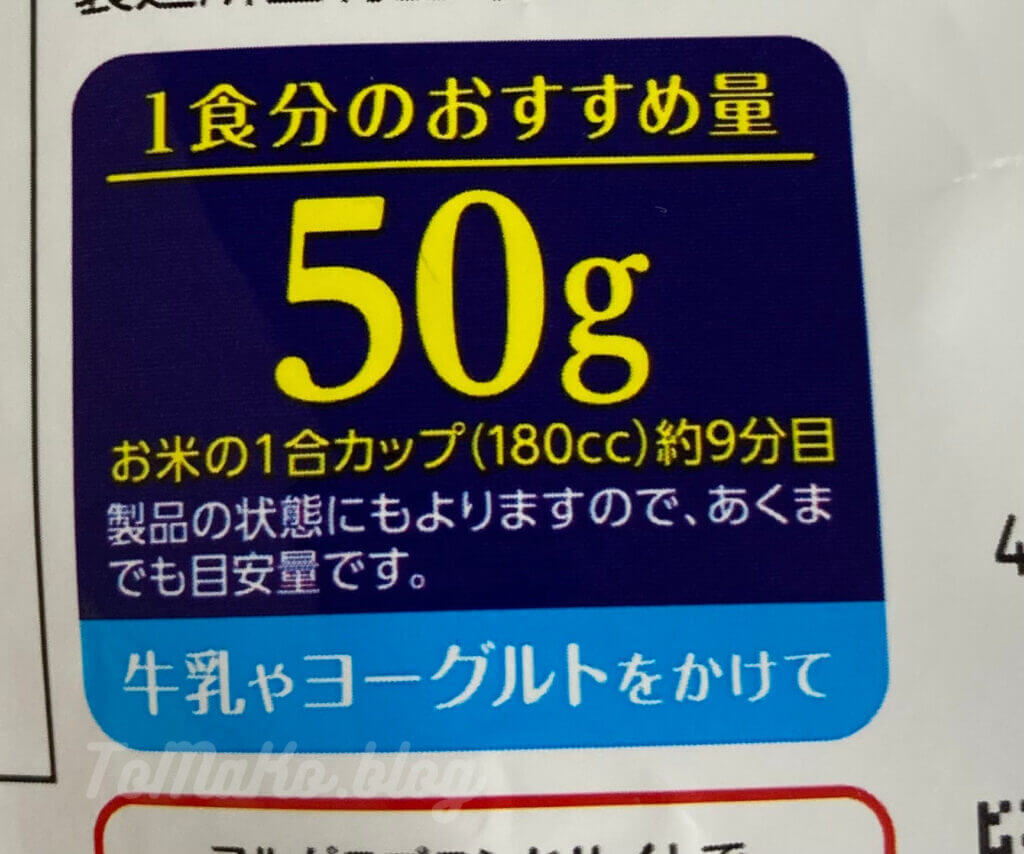 1食分のおすすめ量
50g
お米の1合カップ(180cc)約9分目
製品の状態にもよりますので、あくま
でも目安量です。
牛乳やヨーグルトをかけて
ToMaKo.blog
4